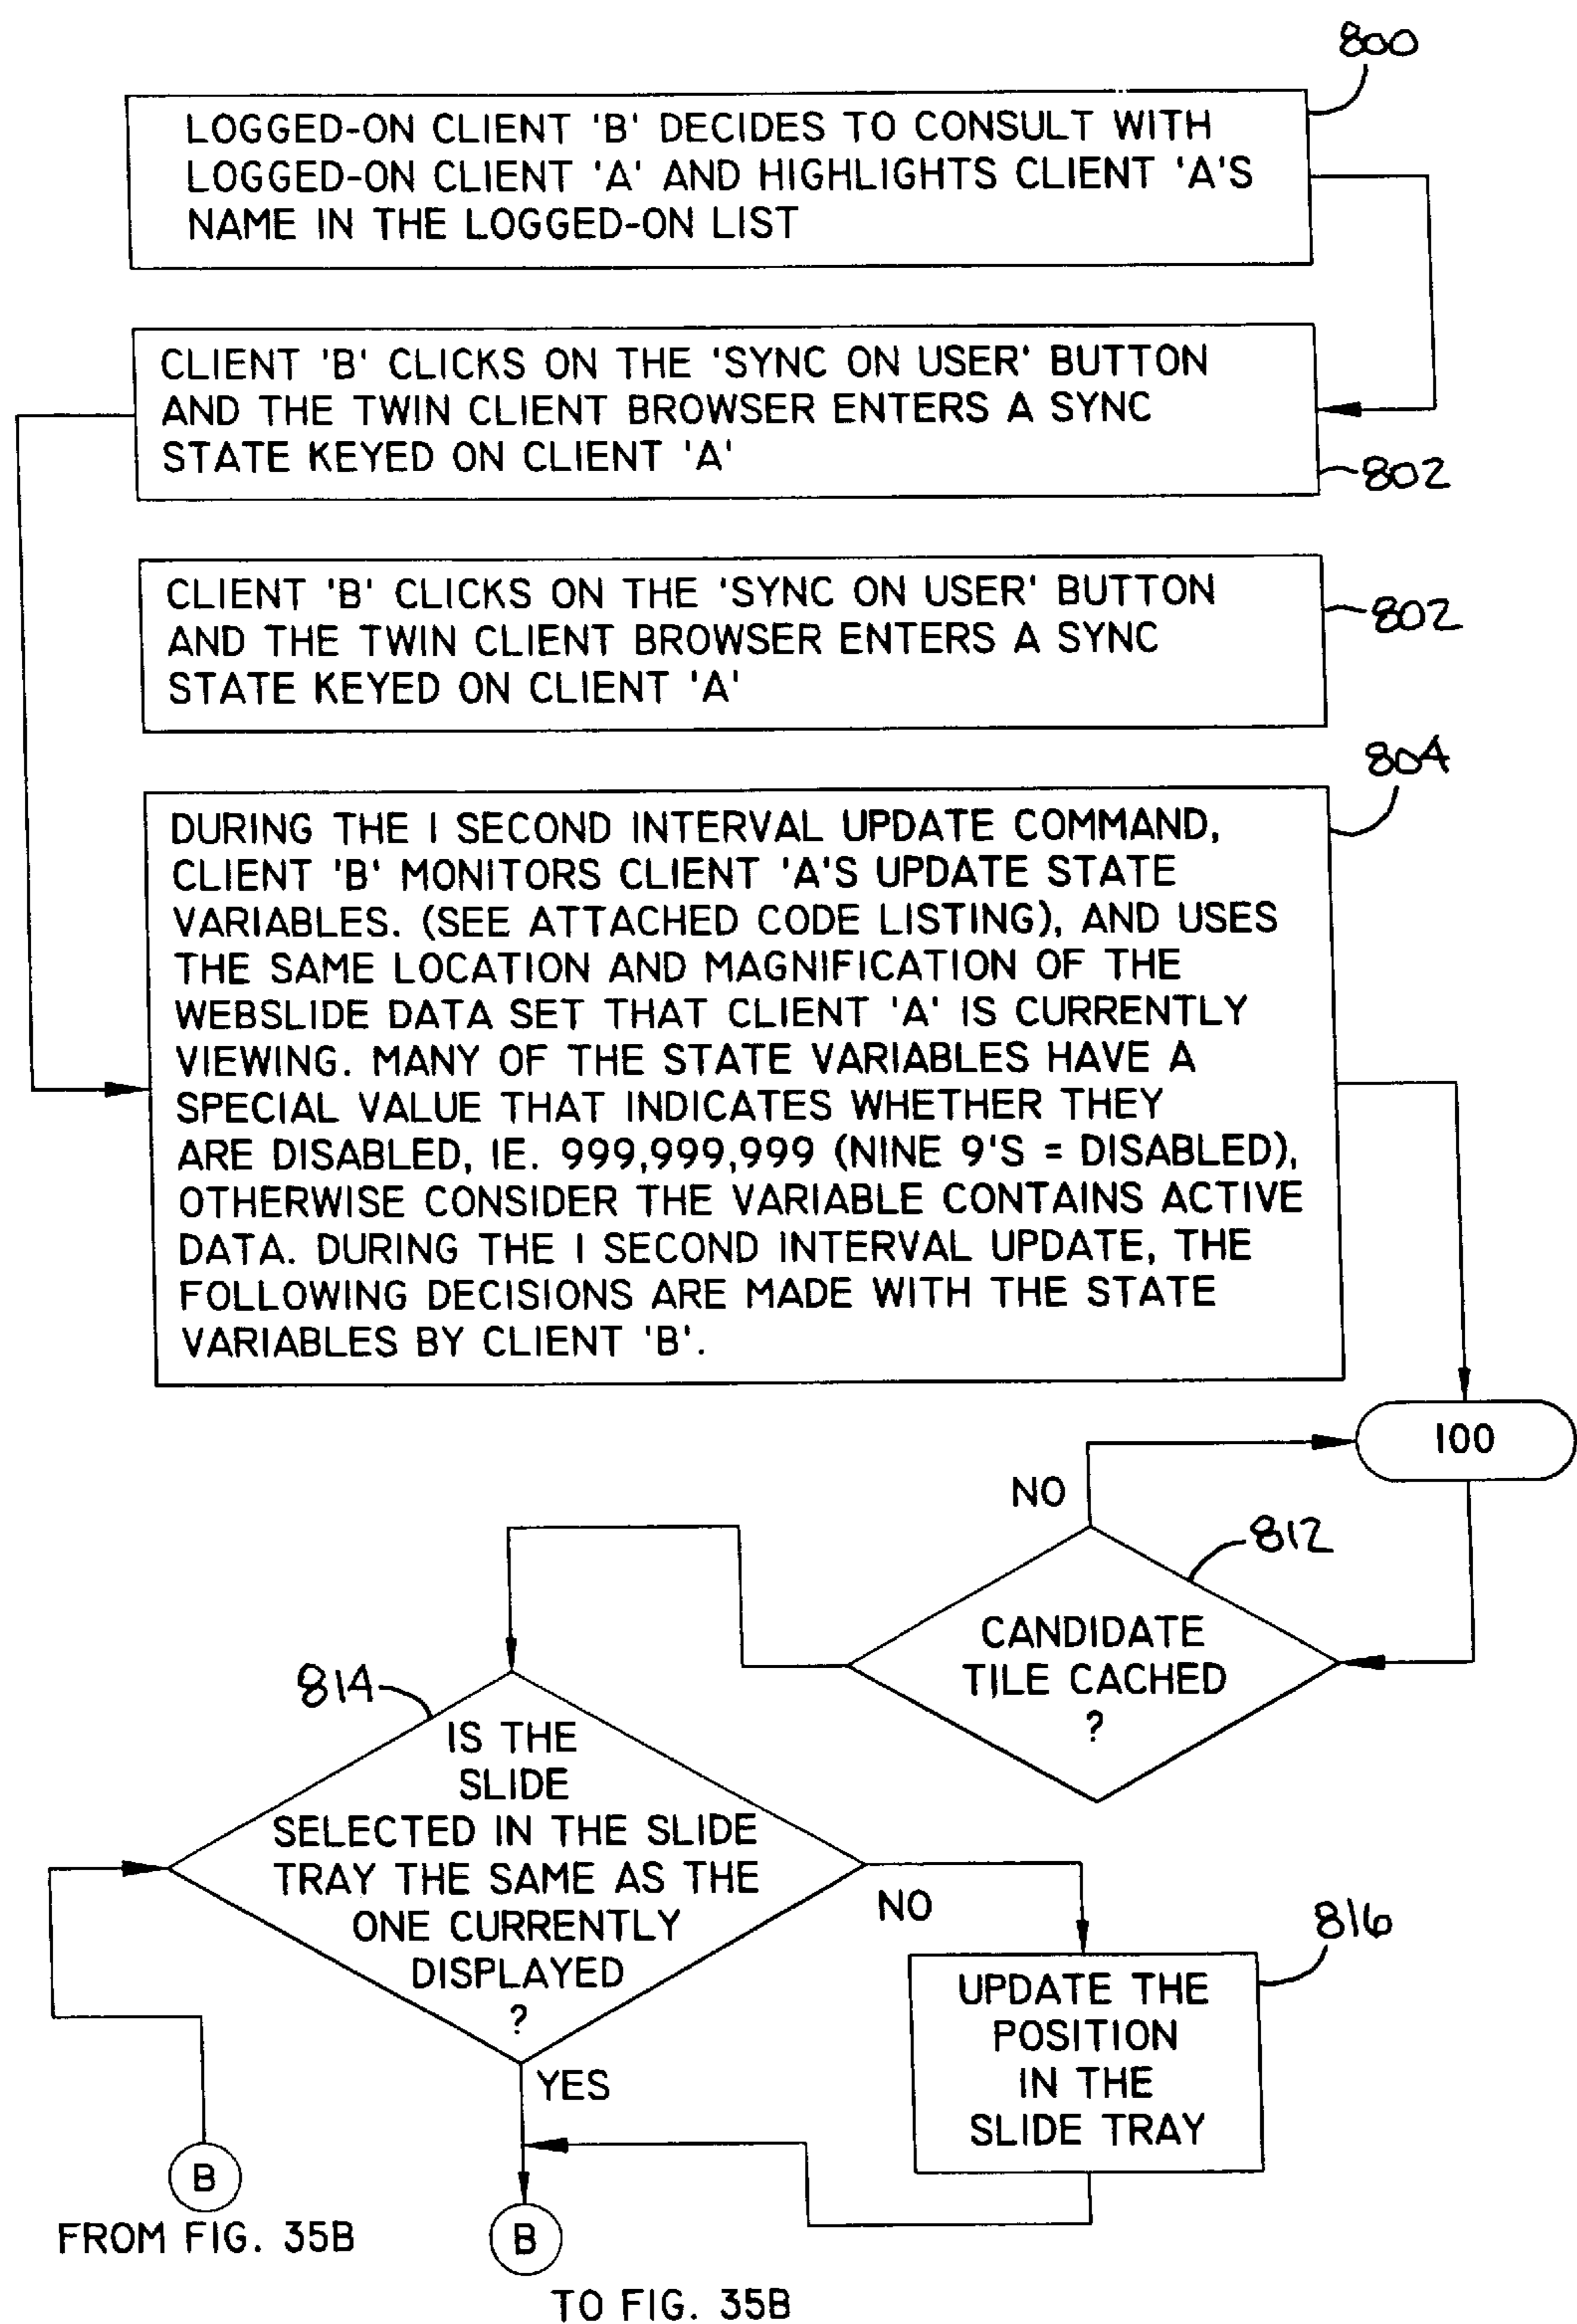 800
LOGGED-ON CLIENT 'B' DECIDES TO CONSULT WITH
LOGGED-ON CLIENT 'A' AND HIGHLIGHTS CLIENT 'A'S
NAME IN THE LOGGED-ON LIST
CLIENT 'B' CLICKS ON THE 'SYNC ON USER' BUTTON
AND THE TWIN CLIENT BROWSER ENTERS A SYNC
STATE KEYED ON CLIENT 'A'
802
CLIENT 'B' CLICKS ON THE 'SYNC ON USER' BUTTON
AND THE TWIN CLIENT BROWSER ENTERS A SYNC
STATE KEYED ON CLIENT 'A'
802
804
DURING THE 1 SECOND INTERVAL UPDATE COMMAND,
CLIENT 'B' MONITORS CLIENT 'A'S UPDATE STATE
VARIABLES. (SEE ATTACHED CODE LISTING), AND USES
THE SAME LOCATION AND MAGNIFICATION OF THE
WEBSLIDE DATA SET THAT CLIENT 'A' IS CURRENTLY
VIEWING. MANY OF THE STATE VARIABLES HAVE A
SPECIAL VALUE THAT INDICATES WHETHER THEY
ARE DISABLED, IE. 999,999,999 (NINE 9'S = DISABLED),
OTHERWISE CONSIDER THE VARIABLE CONTAINS ACTIVE
DATA. DURING THE 1 SECOND INTERVAL UPDATE, THE
FOLLOWING DECISIONS ARE MADE WITH THE STATE
VARIABLES BY CLIENT 'B'.
100
NO
812
CANDIDATE
TILE CACHED
?
814
IS THE
SLIDE
SELECTED IN THE SLIDE
TRAY THE SAME AS THE
ONE CURRENTLY
DISPLAYED
?
NO
816
UPDATE THE
POSITION
IN THE
SLIDE TRAY
YES
B
FROM FIG. 35B
B
TO FIG. 35B